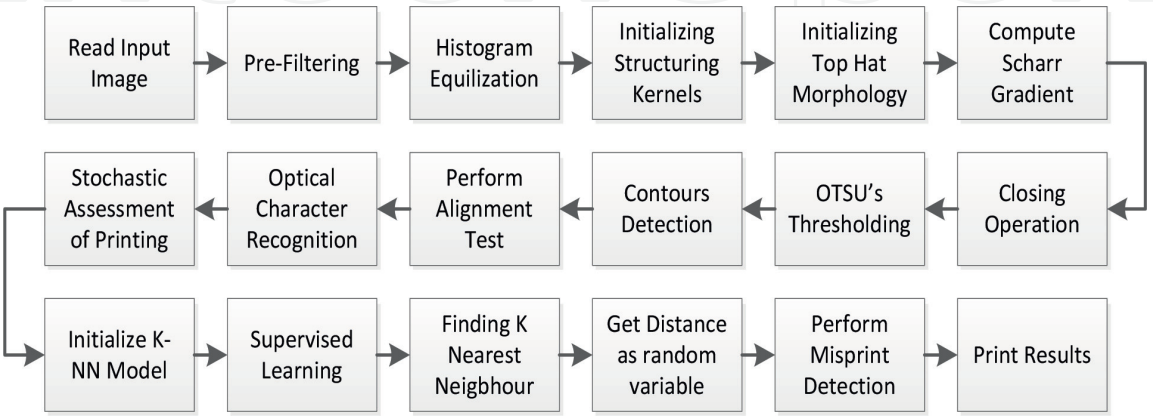 Read Input
Image
Pre-Filtering
Histogram
Equilization
Initializing
Structuring
Kernels
Initializing
Top Hat
Morphology
Compute
Scharr
Gradient
Closing
Operation
OTSU's
Thresholding
Contours
Detection
Perform
Alignment
Test
Optical
Character
Recognition
Stochastic
Assessment
of Printing
Initialize K-
NN Model
Supervised
Learning
Finding K
Nearest
Neigbhour
Get Distance
as random
variable
Perform
Misprint
Detection
Print Results